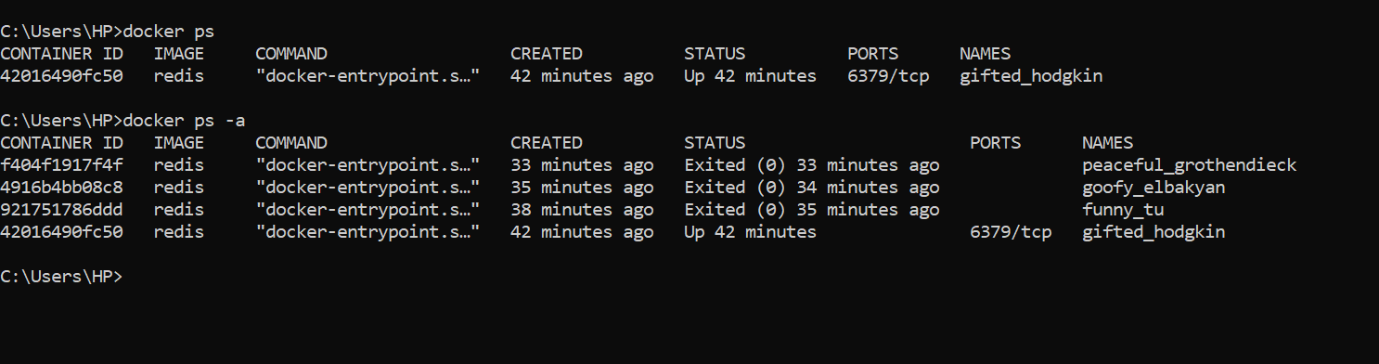 C:\Users\HP>docker ps
CONTAINER ID   IMAGE     COMMAND                  CREATED          STATUS          PORTS      NAMES
42016490fc50   redis     "docker-entrypoint.s…"   42 minutes ago   Up 42 minutes   6379/tcp   gifted_hodgkin
C:\Users\HP>docker ps -a
CONTAINER ID   IMAGE     COMMAND                  CREATED          STATUS                      PORTS      NAMES
f404f1917f4f   redis     "docker-entrypoint.s…"   33 minutes ago   Exited (0) 33 minutes ago              peaceful_grothendieck
4916b4bb08c8   redis     "docker-entrypoint.s…"   35 minutes ago   Exited (0) 34 minutes ago              goofy_elbakyan
921751786ddd   redis     "docker-entrypoint.s…"   38 minutes ago   Exited (0) 35 minutes ago              funny_tu
42016490fc50   redis     "docker-entrypoint.s…"   42 minutes ago   Up 42 minutes               6379/tcp   gifted_hodgkin
C:\Users\HP>